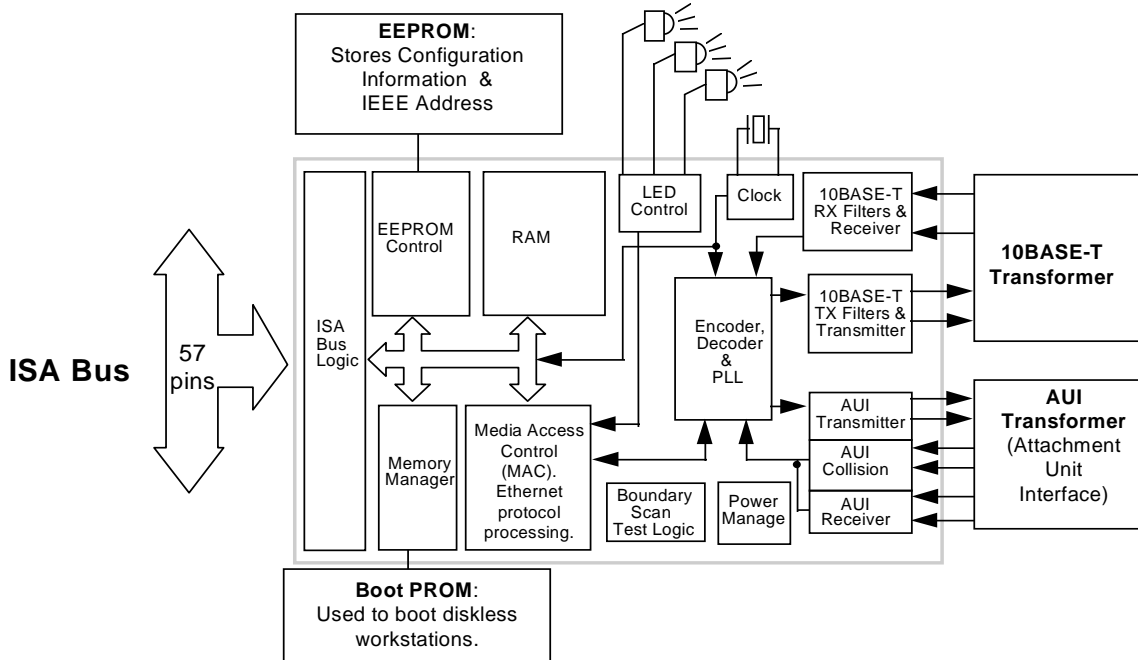 EEPROM:
Stores Configuration
Information &
IEEE Address
ISA Bus
57
pins
ISA
Bus
Logic
EEPROM
Control
RAM
LED
Control
Clock
10BASE-T
RX Filters &
Receiver
10BASE-T
Transformer
Encoder,
Decoder
&
PLL
10BASE-T
TX Filters &
Transmitter
Memory
Manager
Media Access
Control
(MAC).
Ethernet
protocol
processing.
Boundary
Scan
Test Logic
Power
Manage
AUI
Transmitter
AUI
Collision
AUI
Receiver
AUI
Transformer
(Attachment
Unit
Interface)
Boot PROM:
Used to boot diskless
workstations.